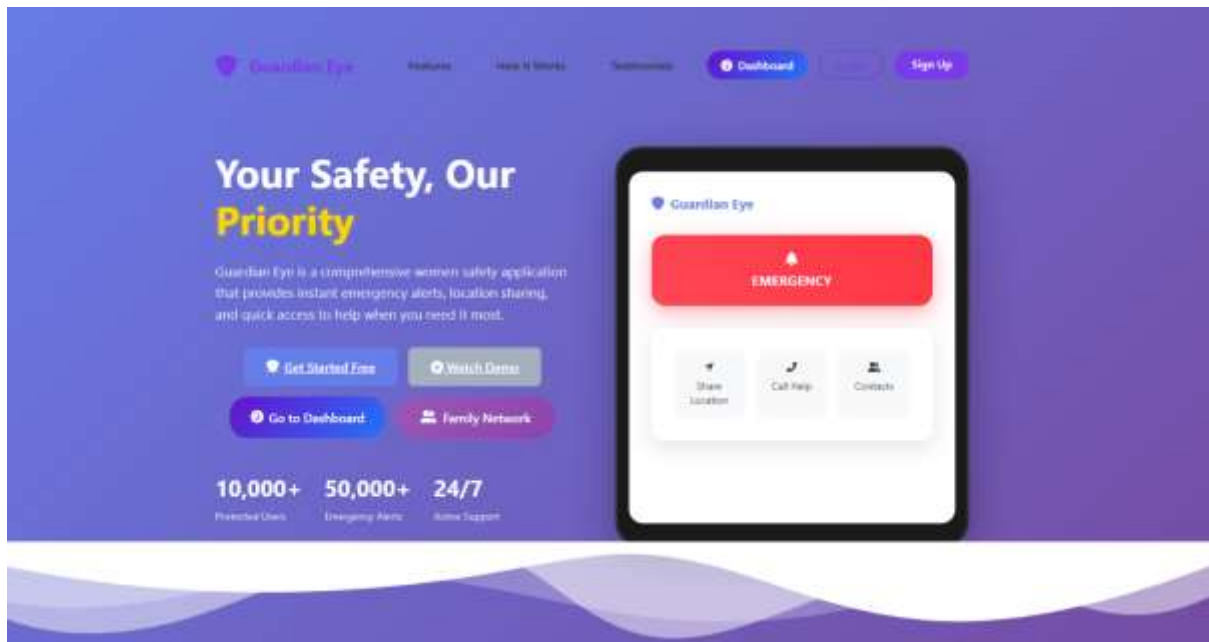 Guardian Eye
Features
How It Works
Testimonials
Dashboard
Sign Up
Your Safety, Our
Priority
Guardian Eye is a comprehensive women safety application
that provides instant emergency alerts, location sharing,
and quick access to help when you need it most.
Get Started Free
Watch Demo
Go to Dashboard
Family Network
10,000+
50,000+
24/7
Protected Users
Emergency Alerts
Active Support
Guardian Eye
EMERGENCY
Share
Location
Call Help
Contacts